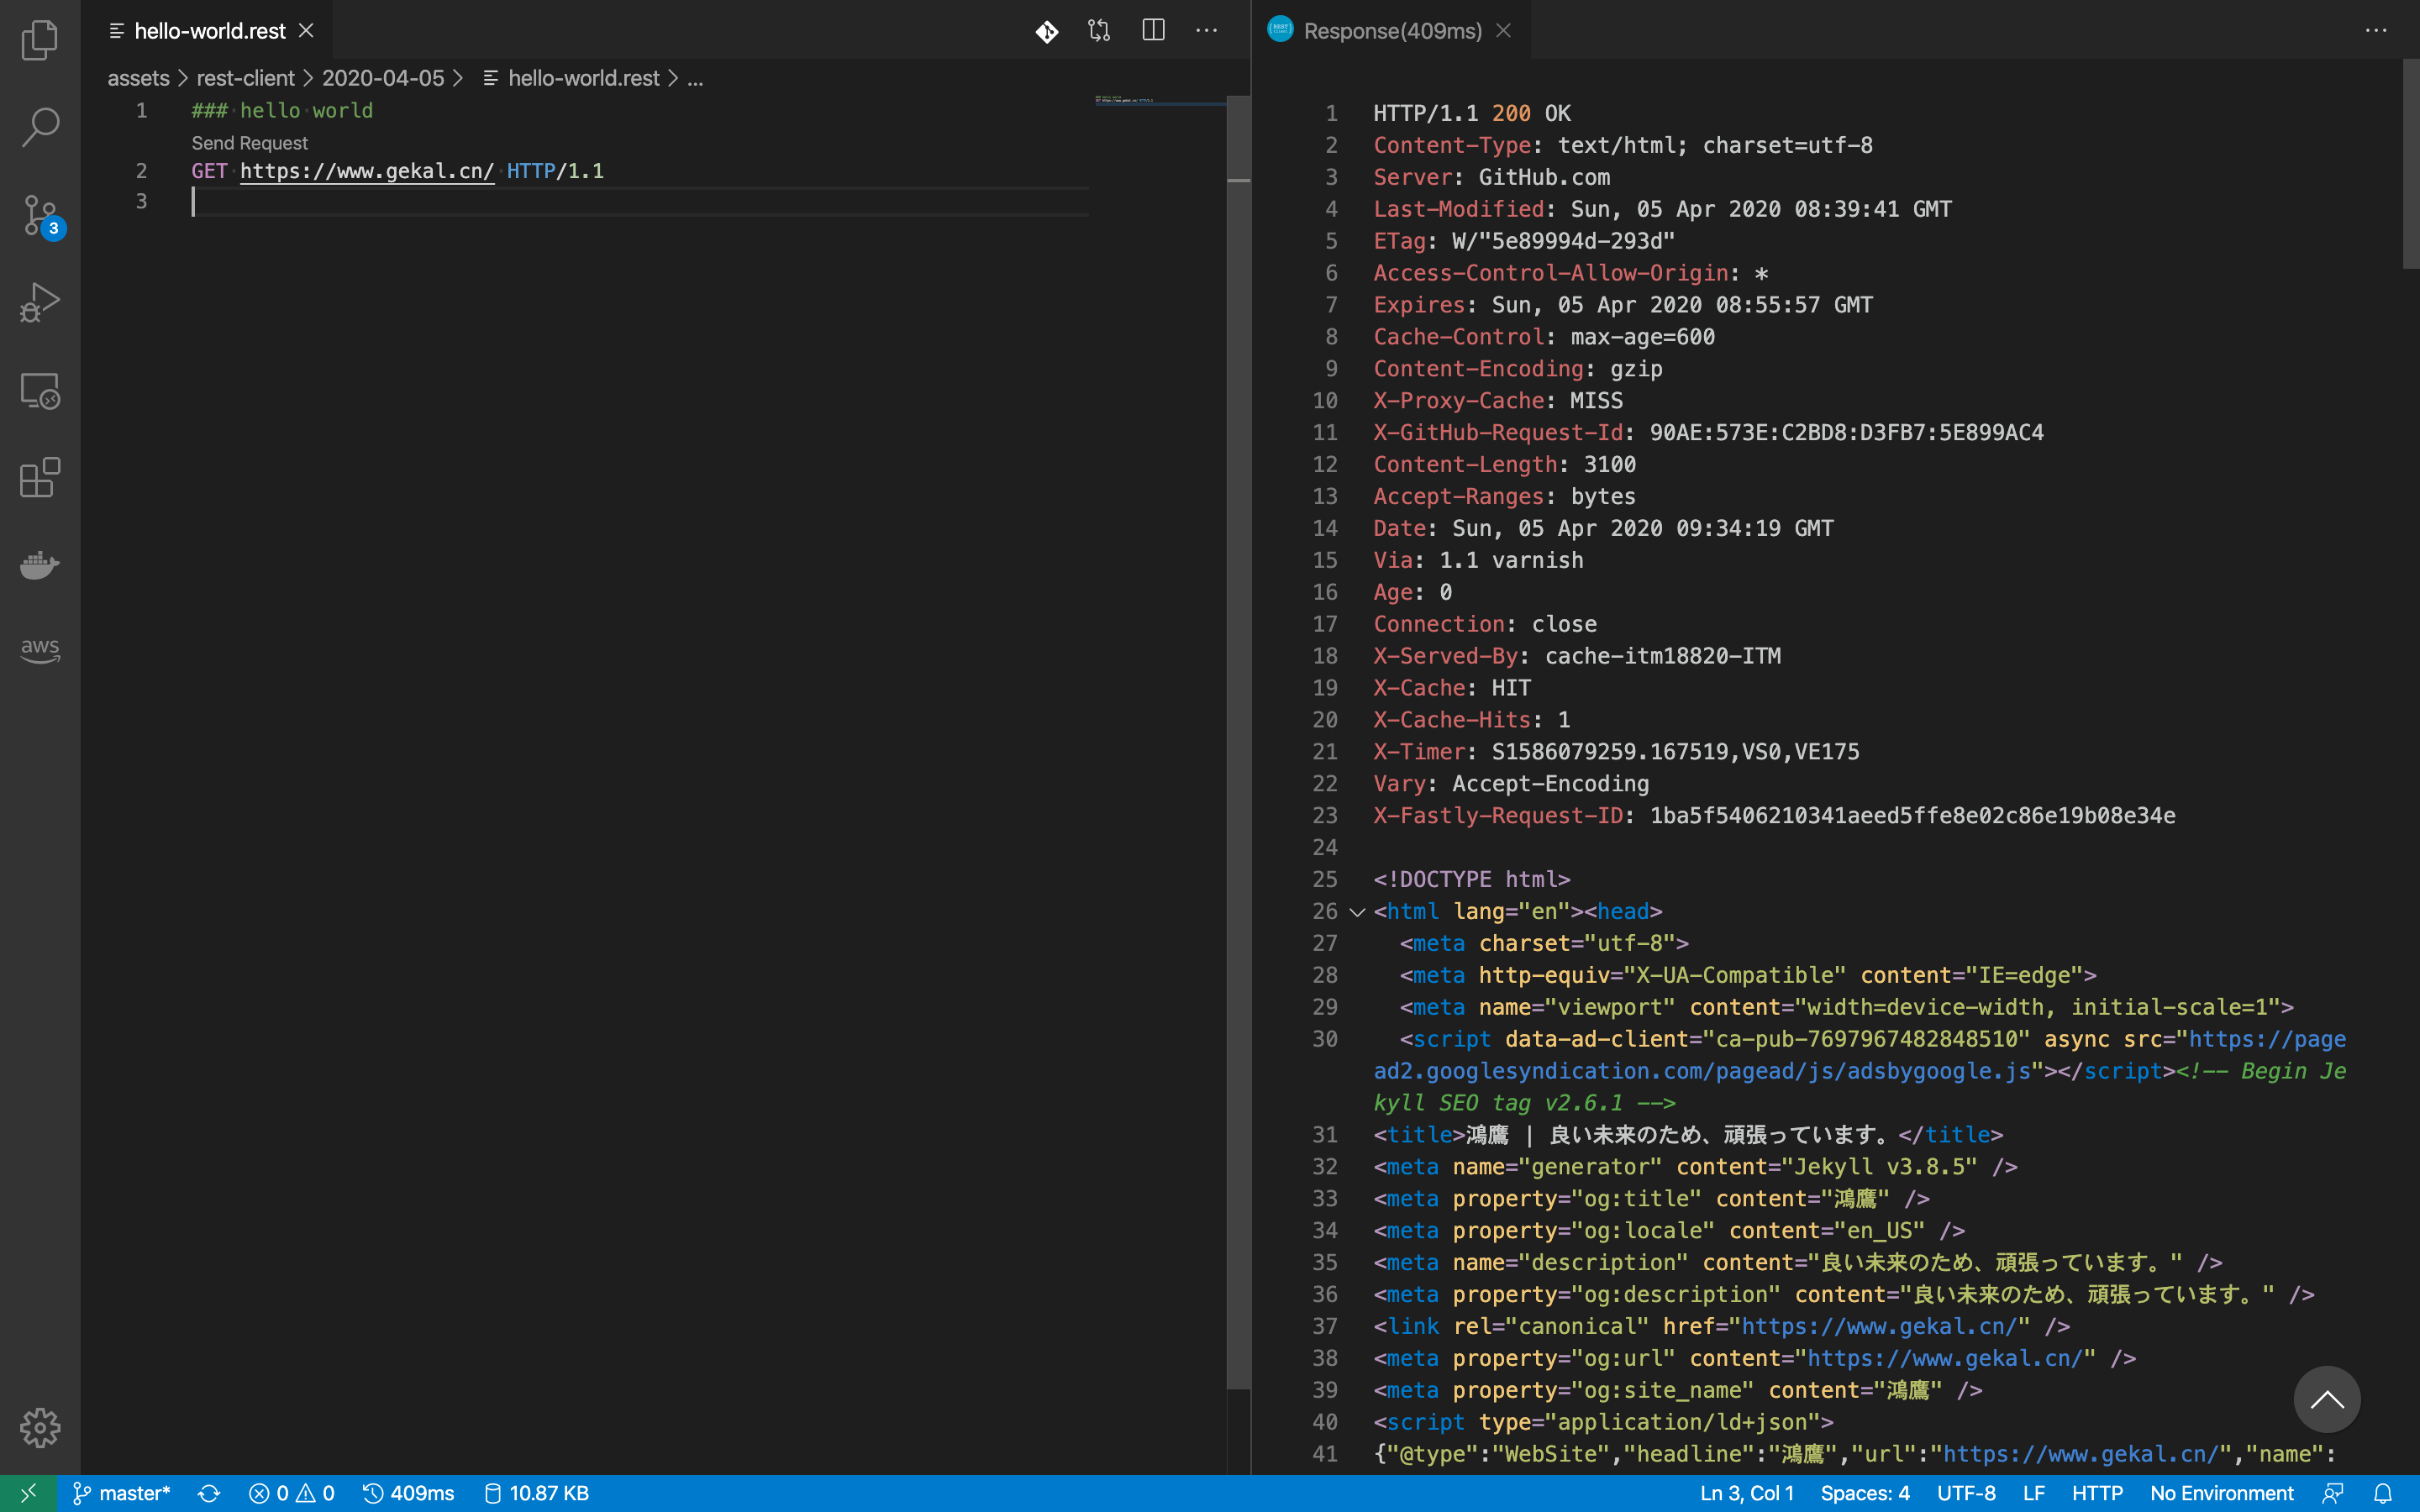 hello-world.rest
assets > rest-client > 2020-04-05 > hello-world.rest > ...
1 ### hello world
Send Request
2 GET https://www.gekal.cn/ HTTP/1.1
3
Response(409ms)
1 HTTP/1.1 200 OK
2 Content-Type: text/html; charset=utf-8
3 Server: GitHub.com
4 Last-Modified: Sun, 05 Apr 2020 08:39:41 GMT
5 ETag: W/"5e89994d-293d"
6 Access-Control-Allow-Origin: *
7 Expires: Sun, 05 Apr 2020 08:55:57 GMT
8 Cache-Control: max-age=600
9 Content-Encoding: gzip
10 X-Proxy-Cache: MISS
11 X-GitHub-Request-Id: 90AE:573E:C2BD8:D3FB7:5E899AC4
12 Content-Length: 3100
13 Accept-Ranges: bytes
14 Date: Sun, 05 Apr 2020 09:34:19 GMT
15 Via: 1.1 varnish
16 Age: 0
17 Connection: close
18 X-Served-By: cache-itm18820-ITM
19 X-Cache: HIT
20 X-Cache-Hits: 1
21 X-Timer: S1586079259.167519,VS0,VE175
22 Vary: Accept-Encoding
23 X-Fastly-Request-ID: 1ba5f5406210341aeed5ffe8e02c86e19b08e34e
24
25 <!DOCTYPE html>
26 <html lang="en"><head>
27 <meta charset="utf-8">
28 <meta http-equiv="X-UA-Compatible" content="IE=edge">
29 <meta name="viewport" content="width=device-width, initial-scale=1">
30 <script data-ad-client="ca-pub-7697967482848510" async src="https://page
ad2.googlesyndication.com/pagead/js/adsbygoogle.js"></script><!-- Begin Je
kyll SEO tag v2.6.1 -->
31 <title>鴻鷹 | 良い未来のため、頑張っています。</title>
32 <meta name="generator" content="Jekyll v3.8.5" />
33 <meta property="og:title" content="鴻鷹" />
34 <meta property="og:locale" content="en_US" />
35 <meta name="description" content="良い未来のため、頑張っています。" />
36 <meta property="og:description" content="良い未来のため、頑張っています。" />
37 <link rel="canonical" href="https://www.gekal.cn/" />
38 <meta property="og:url" content="https://www.gekal.cn/" />
39 <meta property="og:site_name" content="鴻鷹" />
40 <script type="application/ld+json">
41 {"@type":"WebSite","headline":"鴻鷹","url":"https://www.gekal.cn/","name":
3
aws
master* 0 0 409ms 10.87 KB Ln 3, Col 1 Spaces: 4 UTF-8 LF HTTP No Environment